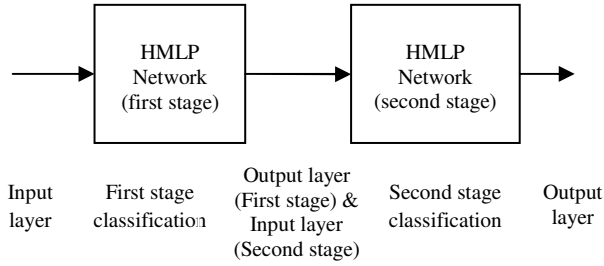 HMLP
Network
(first stage)
HMLP
Network
(second stage)
Input
layer
First stage
classification
Output layer
(First stage) &
Input layer
(Second stage)
Second stage
classification
Output
layer